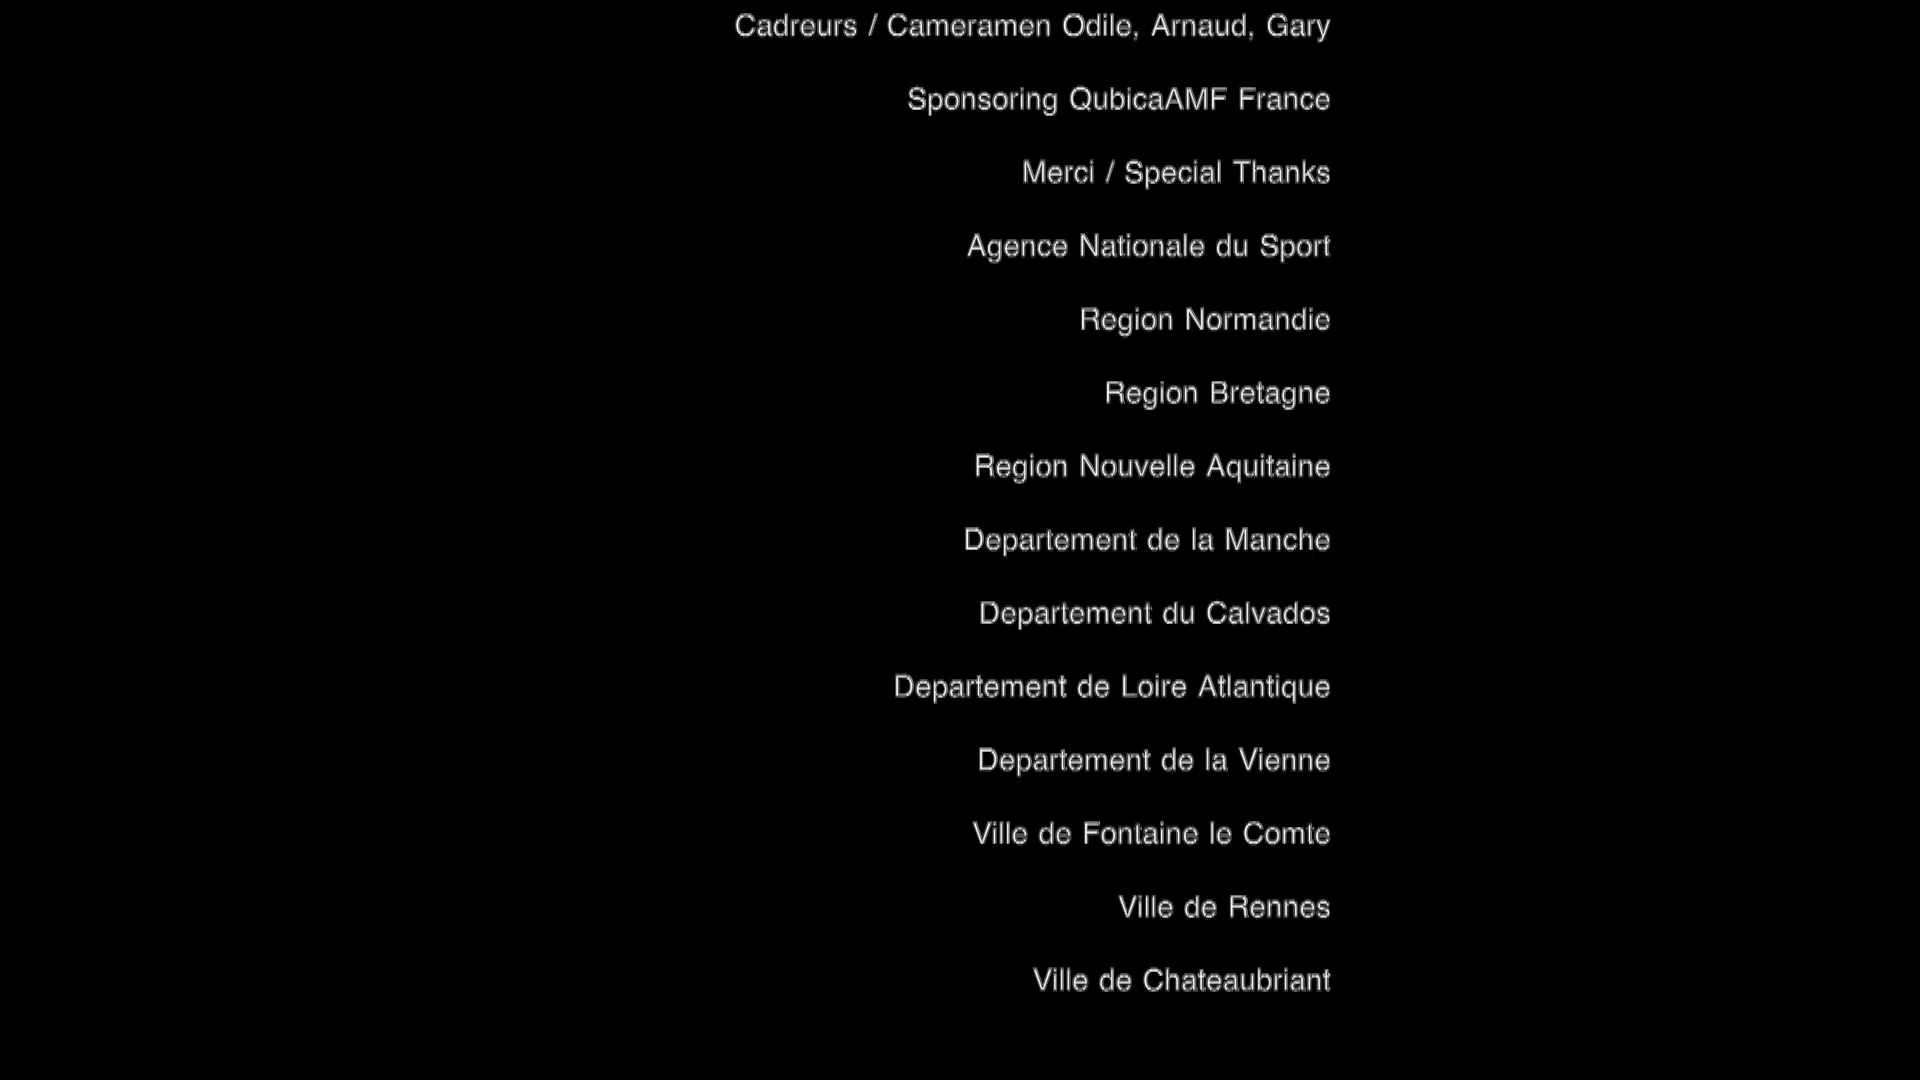 Cadreurs / Cameramen Odile, Arnaud, Gary
Sponsoring QubicaAMF France
Merci / Special Thanks
Agence Nationale du Sport
Region Normandie
Region Bretagne
Region Nouvelle Aquitaine
Departement de la Manche
Departement du Calvados
Departement de Loire Atlantique
Departement de la Vienne
Ville de Fontaine le Comte
Ville de Rennes
Ville de Chateaubriant